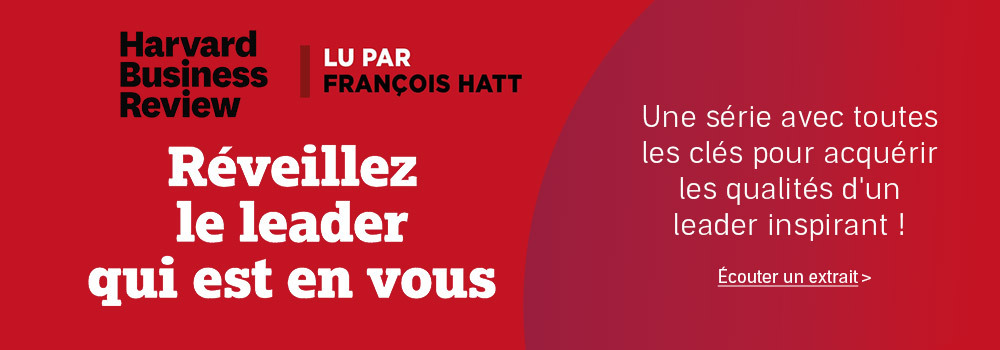 Harvard
Business
Review
LU PAR
FRANÇOIS HATT
Réveillez
le leader
qui est en vous
Une série avec toutes
les clés pour acquérir
les qualités d'un
leader inspirant !
Écouter un extrait >